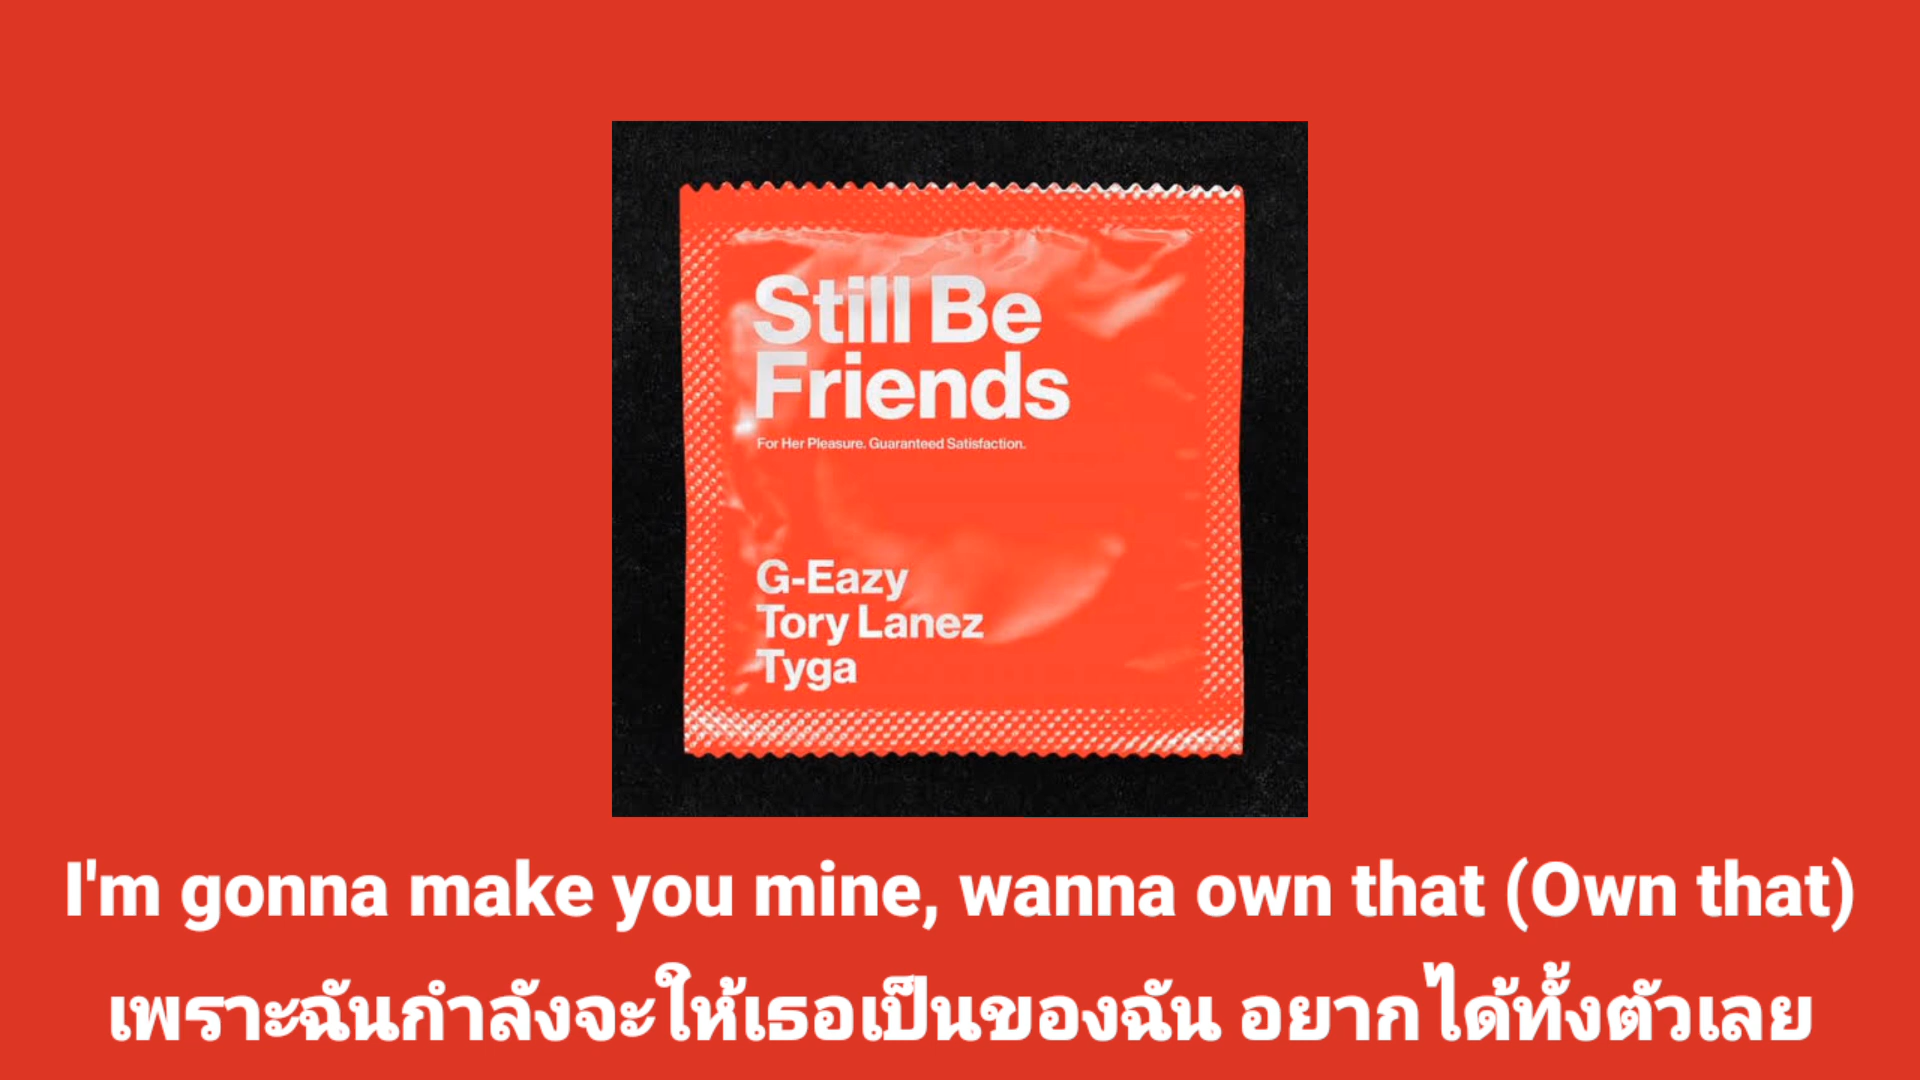 Still Be
Friends
For Her Pleasure. Guaranteed Satisfaction.
G-Eazy
Tory Lanez
Tyga
I'm gonna make you mine, wanna own that (Own that)
เพราะฉันกำลังจะให้เธอเป็นของฉัน อยากได้ทั้งตัวเลย